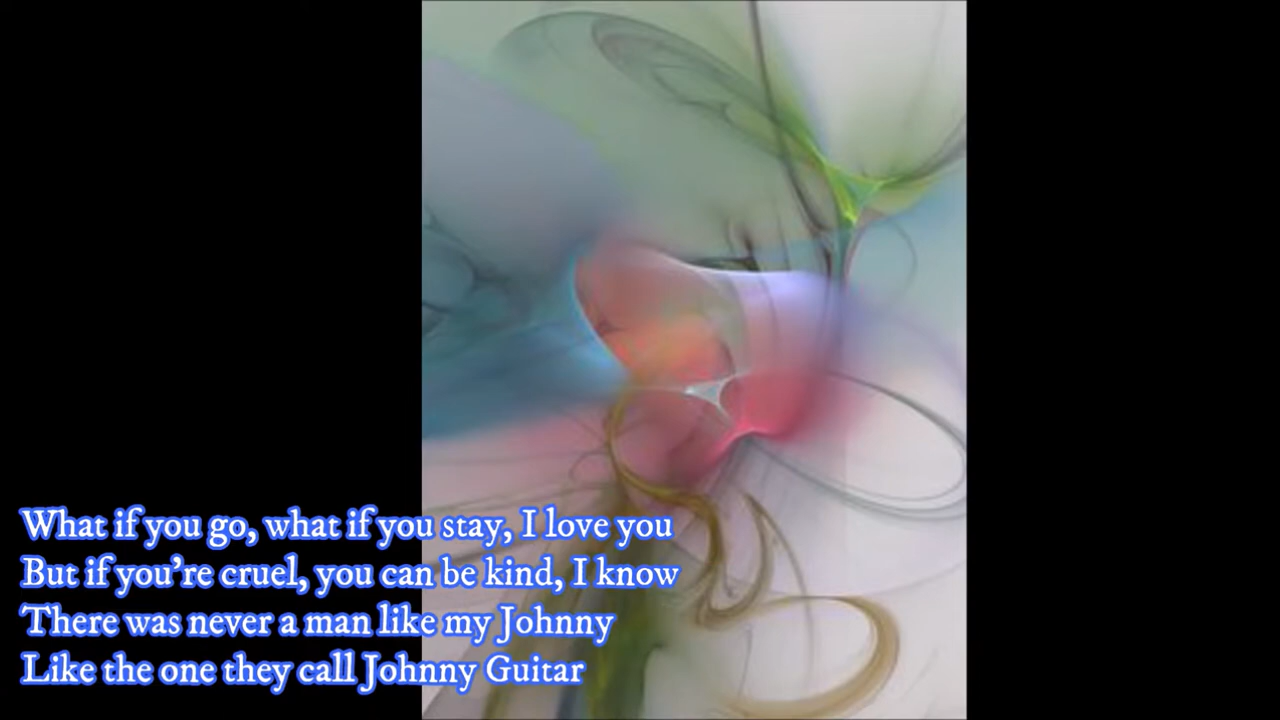 What if you go, what if you stay, I love you
But if you're cruel, you can be kind, I know
There was never a man like my Johnny
Like the one they call Johnny Guitar